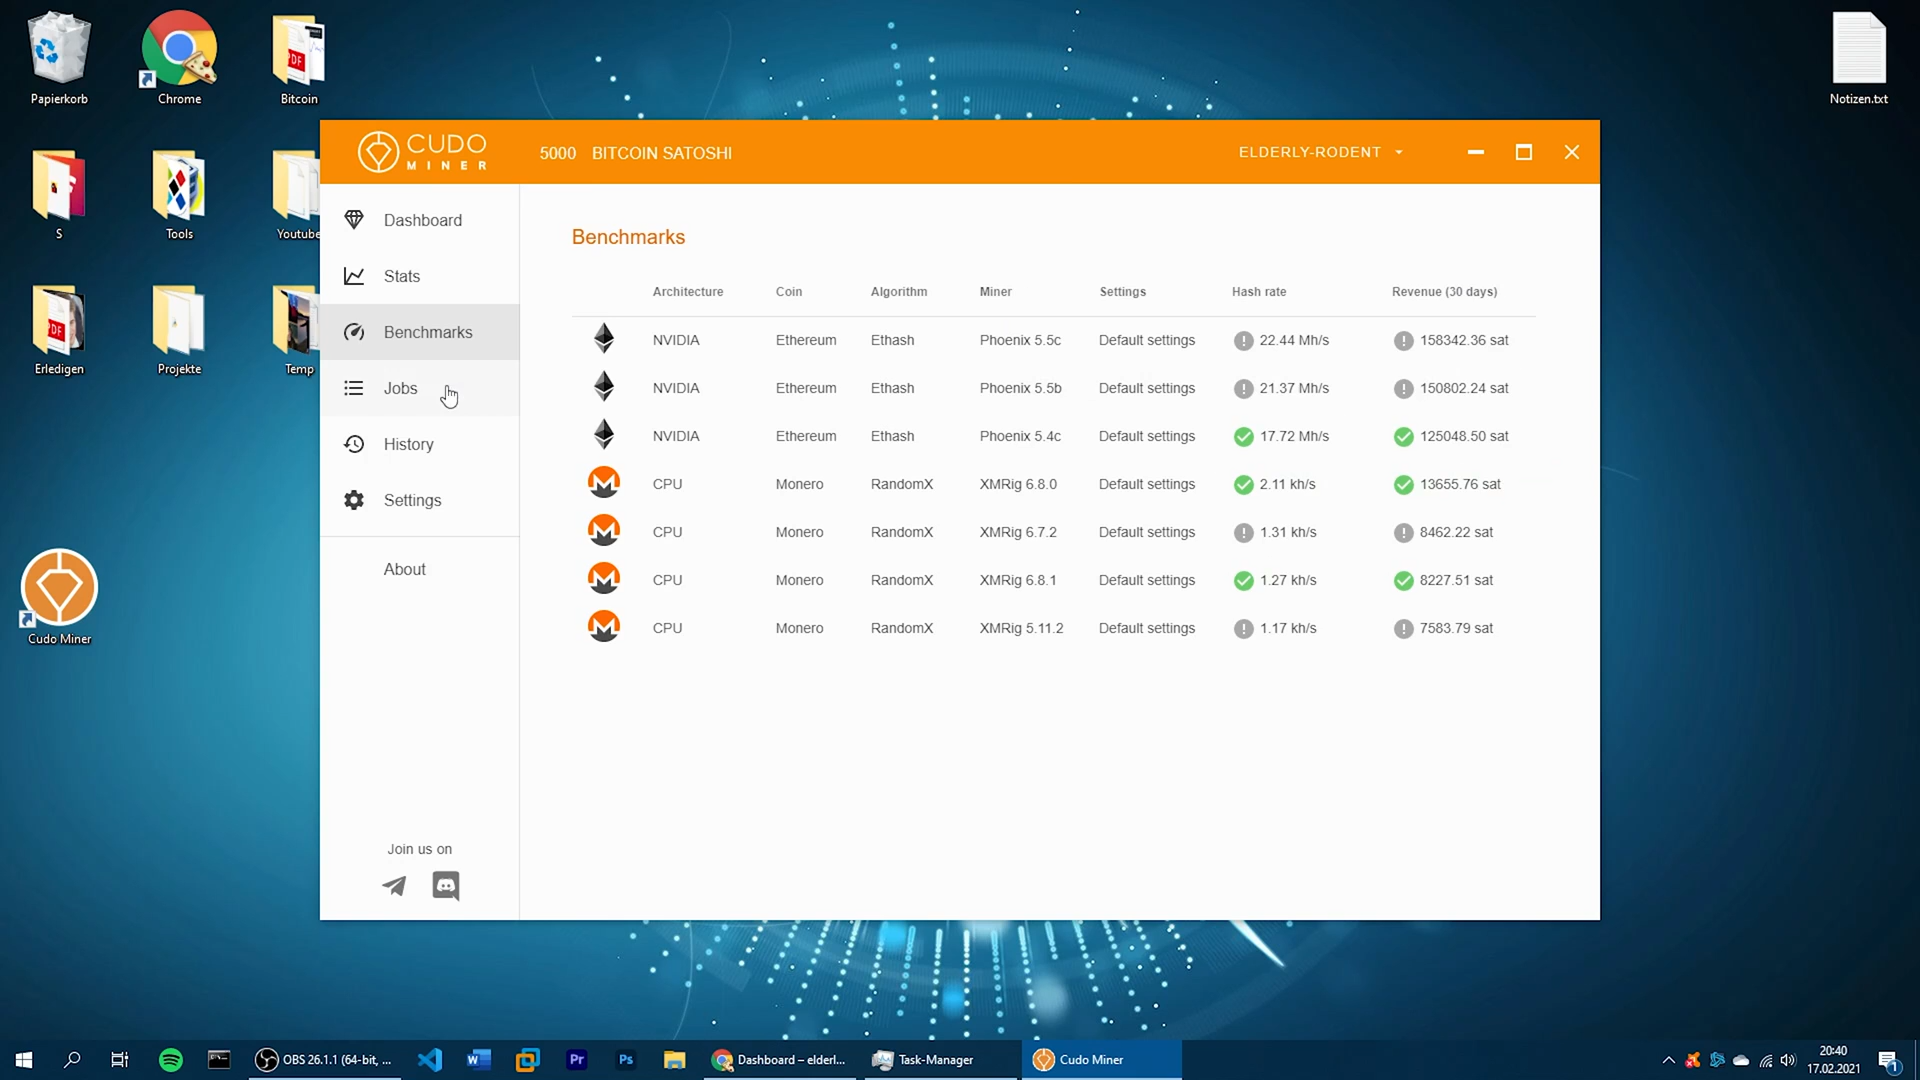 Papierkorb
Chrome
Bitcoin
Notizen.txt
S
Tools
Youtube
Erledigen
Projekte
Temp
Cudo Miner
CUDO
MINER
5000 BITCOIN SATOSHI
ELDERLY-RODENT
Dashboard
Stats
Benchmarks
Jobs
History
Settings
About
Join us on
Benchmarks
Architecture Coin Algorithm Miner Settings Hash rate Revenue (30 days)
NVIDIA Ethereum Ethash Phoenix 5.5c Default settings 22.44 Mh/s 158342.36 sat
NVIDIA Ethereum Ethash Phoenix 5.5b Default settings 21.37 Mh/s 150802.24 sat
NVIDIA Ethereum Ethash Phoenix 5.4c Default settings 17.72 Mh/s 125048.50 sat
CPU Monero RandomX XMRig 6.8.0 Default settings 2.11 kh/s 13655.76 sat
CPU Monero RandomX XMRig 6.7.2 Default settings 1.31 kh/s 8462.22 sat
CPU Monero RandomX XMRig 6.8.1 Default settings 1.27 kh/s 8227.51 sat
CPU Monero RandomX XMRig 5.11.2 Default settings 1.17 kh/s 7583.79 sat
OBS 26.1.1 (64-bit, ...
Pr
Ps
Dashboard – elderl...
Task-Manager
Cudo Miner
20:40
17.02.2021
1